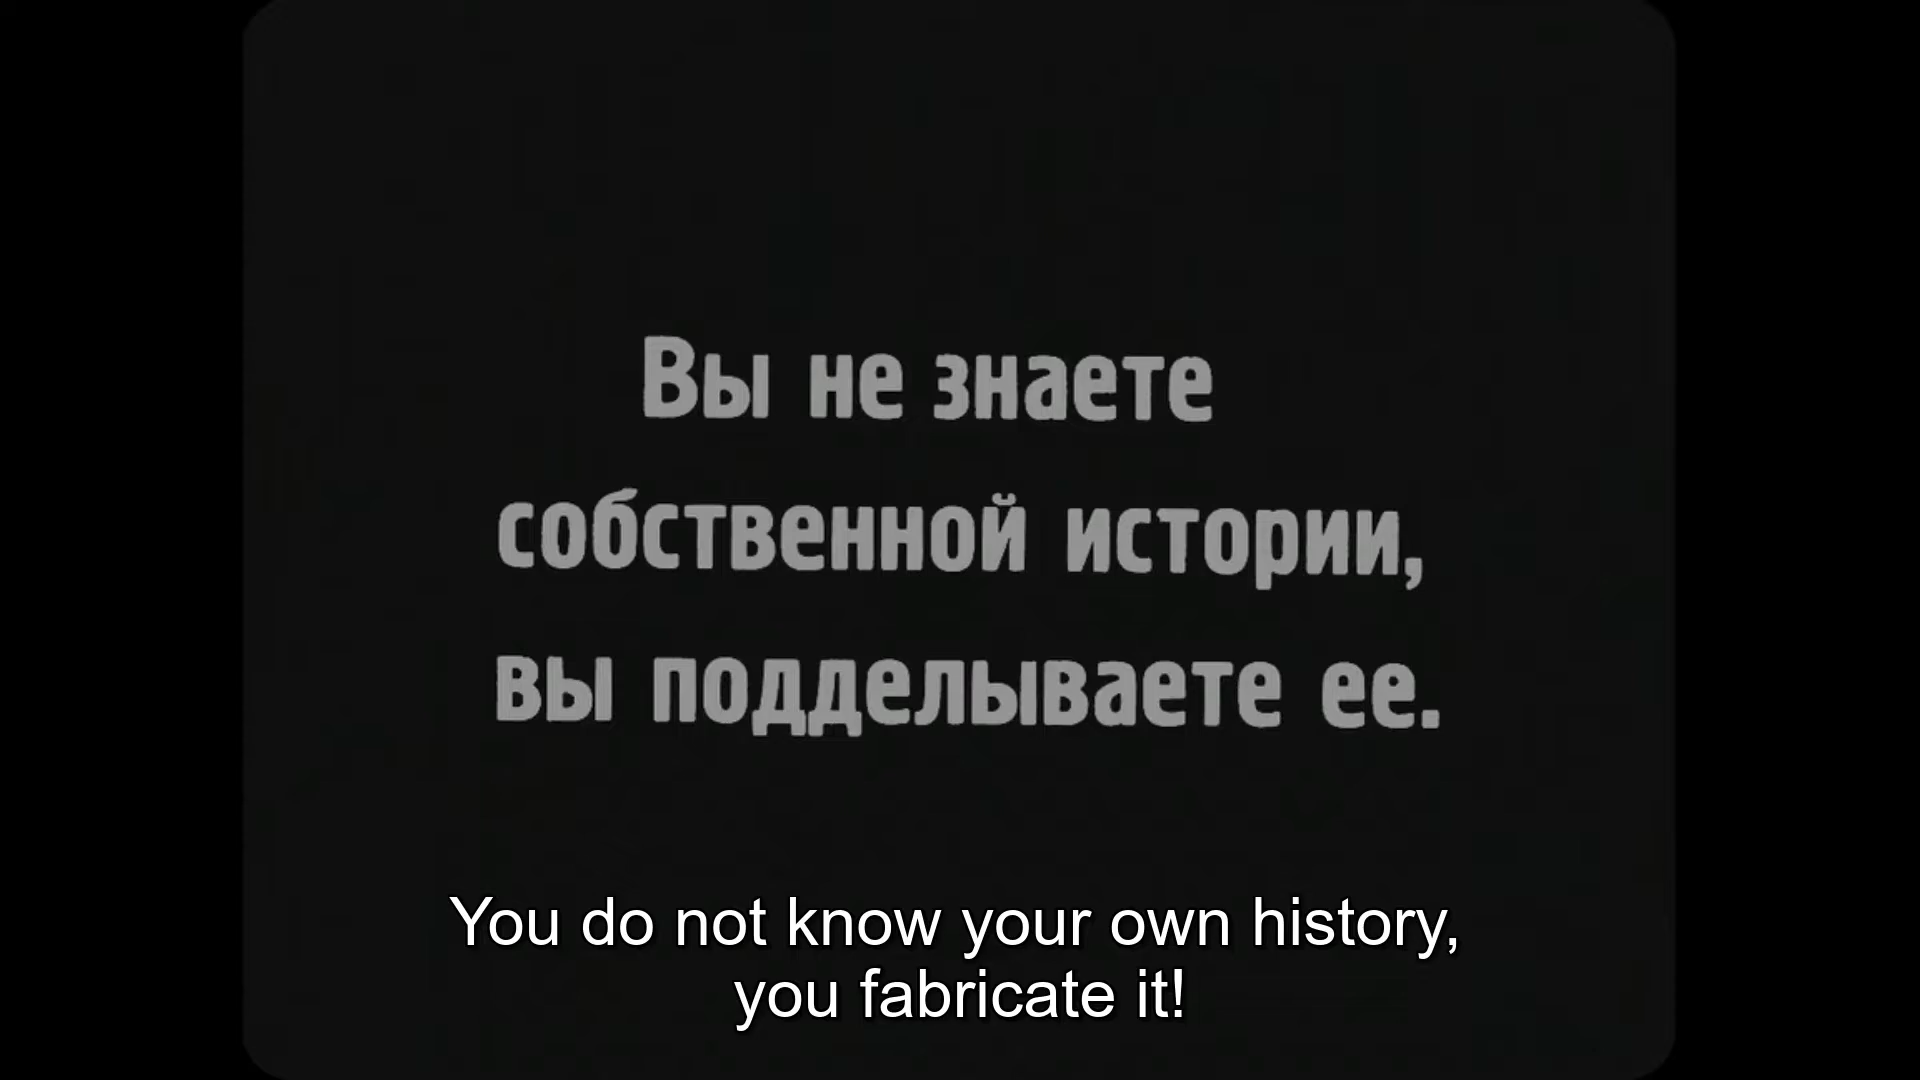 Вы не знаете
собственной истории,
вы подделываете ее.
You do not know your own history,
you fabricate it!